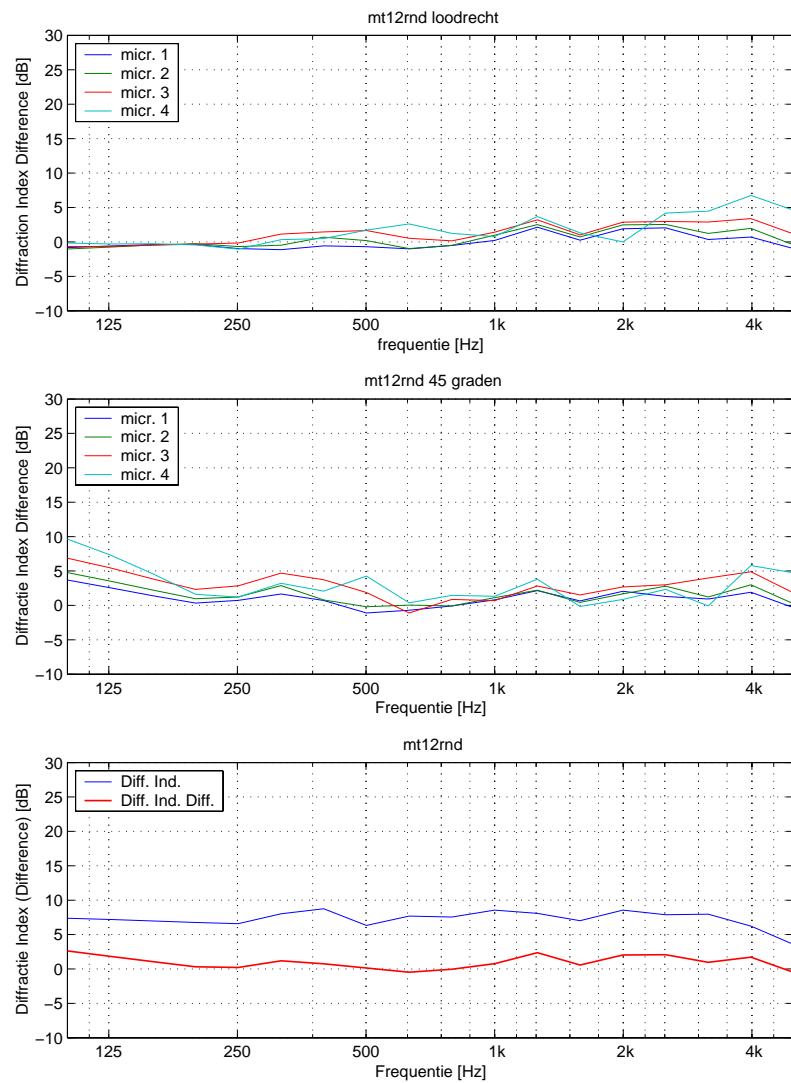 mt12rnd loodrecht
30
25
20
15
10
5
0
−5
−10
Diffraction Index Difference [dB]
micr. 1
micr. 2
micr. 3
micr. 4
125 250 500 1k 2k 4k
frequentie [Hz]
mt12rnd 45 graden
30
25
20
15
10
5
0
−5
−10
Diffractie Index Difference [dB]
micr. 1
micr. 2
micr. 3
micr. 4
125 250 500 1k 2k 4k
Frequentie [Hz]
mt12rnd
30
25
20
15
10
5
0
−5
−10
Diffractie Index (Difference) [dB]
Diff. Ind.
Diff. Ind. Diff.
125 250 500 1k 2k 4k
Frequentie [Hz]